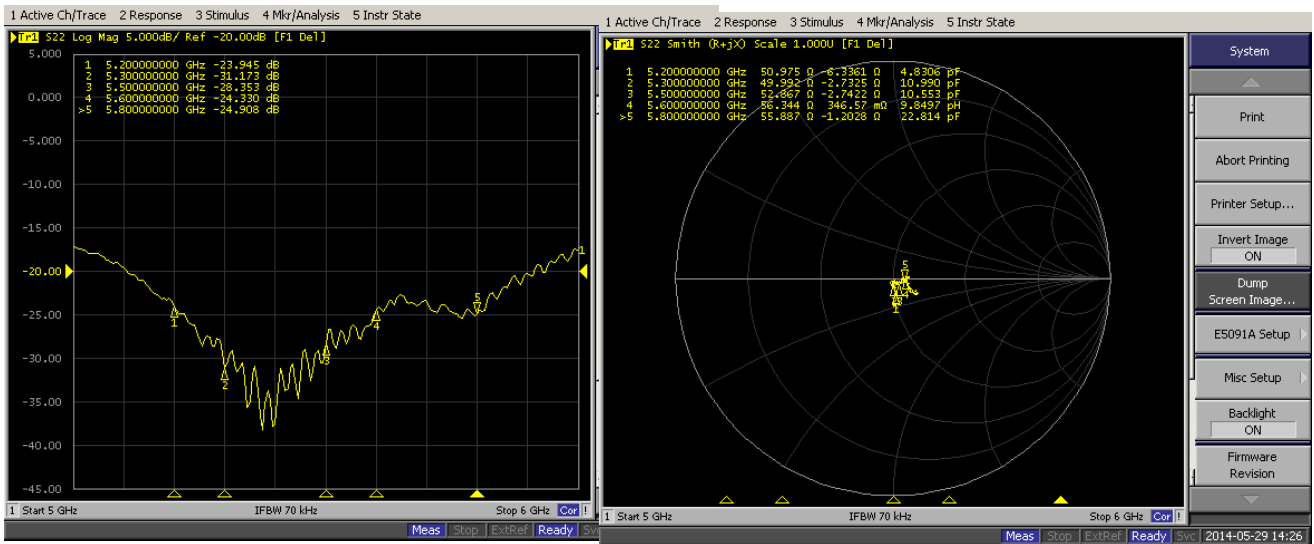 1 Active Ch/Trace 2 Response 3 Stimulus 4 Mkr/Analysis 5 Instr State
Tr1 S22 Log Mag 5.000dB/ Ref -20.00dB [F1 Del]
5.000
0.000
-5.000
-10.00
-15.00
-20.00
-25.00
-30.00
-35.00
-40.00
-45.00
1 5.200000000 GHz -23.945 dB
2 5.300000000 GHz -31.173 dB
3 5.500000000 GHz -28.353 dB
4 5.600000000 GHz -24.330 dB
>5 5.800000000 GHz -24.908 dB
1
2
3
4
5
1
1 Start 5 GHz IFBW 70 kHz Stop 6 GHz Cor !
Meas Stop ExtRef Ready Svc
1 Active Ch/Trace 2 Response 3 Stimulus 4 Mkr/Analysis 5 Instr State
Tr1 S22 Smith (R+jX) Scale 1.000U [F1 Del]
1 5.200000000 GHz 50.975 Ω -6.3361 Ω 4.8306 pF
2 5.300000000 GHz 49.992 Ω -2.7325 Ω 10.990 pF
3 5.500000000 GHz 52.867 Ω -2.7422 Ω 10.553 pF
4 5.600000000 GHz 56.344 Ω 346.57 mΩ 9.8497 pH
>5 5.800000000 GHz 55.887 Ω -1.2028 Ω 22.814 pF
5
4
1
1 Start 5 GHz IFBW 70 kHz Stop 6 GHz Cor !
Meas Stop ExtRef Ready Svc 2014-05-29 14:26
System
Print
Abort Printing
Printer Setup...
Invert Image
ON
Dump
Screen Image...
E5091A Setup
Misc Setup
Backlight
ON
Firmware
Revision